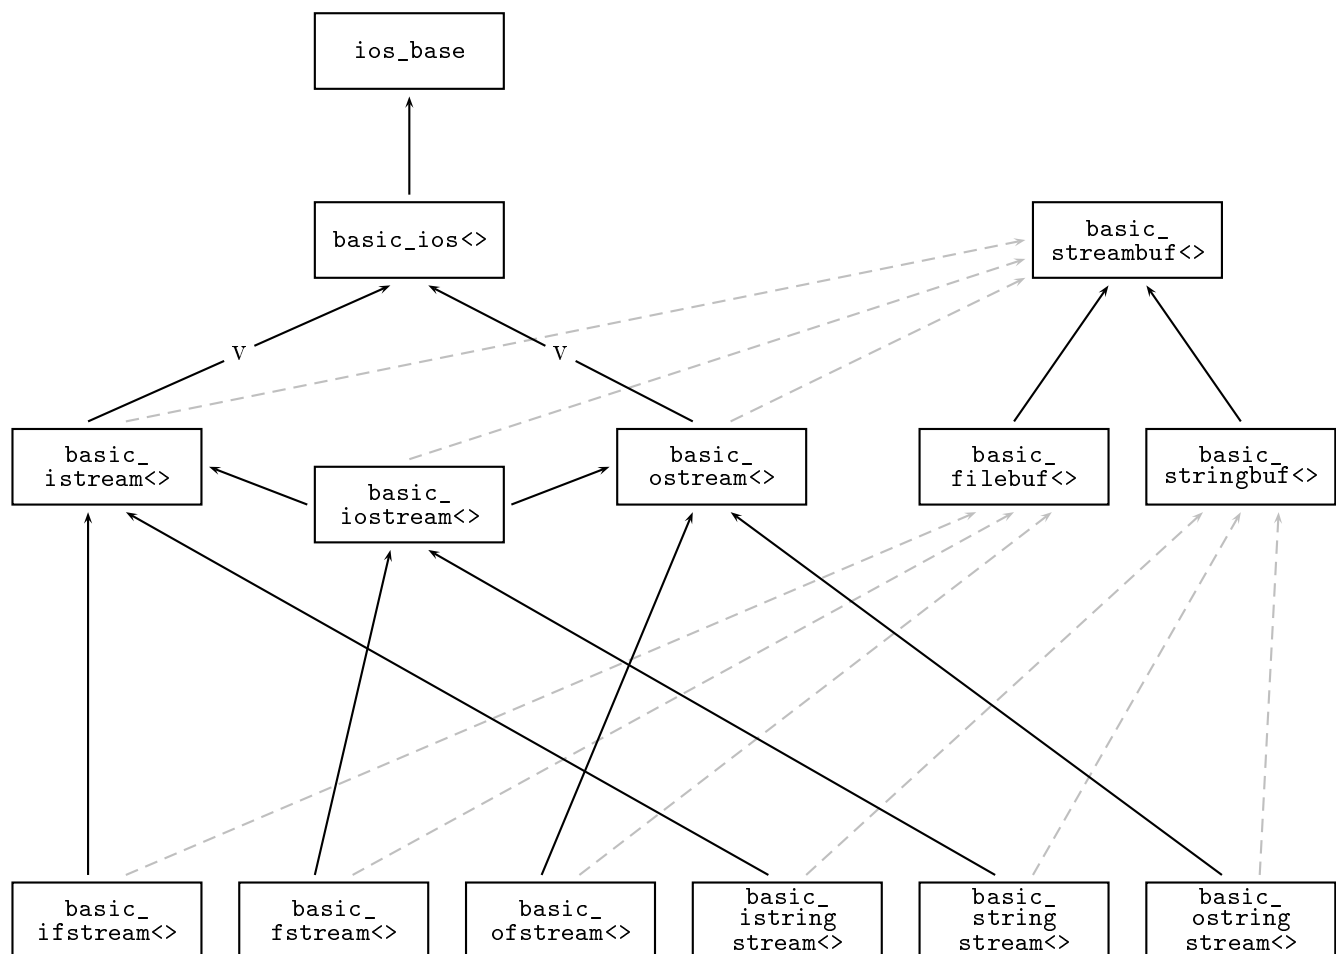 ios_base
basic_ios<>
basic_
streambuf<>
v
v
basic_
istream<>
basic_
iostream<>
basic_
ostream<>
basic_
filebuf<>
basic_
stringbuf<>
basic_
ifstream<>
basic_
fstream<>
basic_
ofstream<>
basic_
istring
stream<>
basic_
string
stream<>
basic_
ostring
stream<>